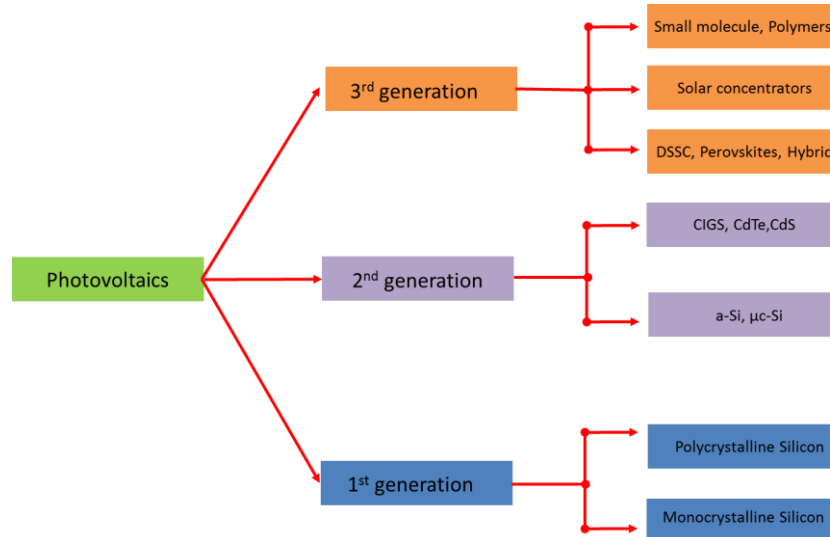 Small molecule, Polymers
3rd generation
Solar concentrators
DSSC, Perovskites, Hybrid
CIGS, CdTe,CdS
Photovoltaics
2nd generation
a-Si, µc-Si
Polycrystalline Silicon
1st generation
Monocrystalline Silicon